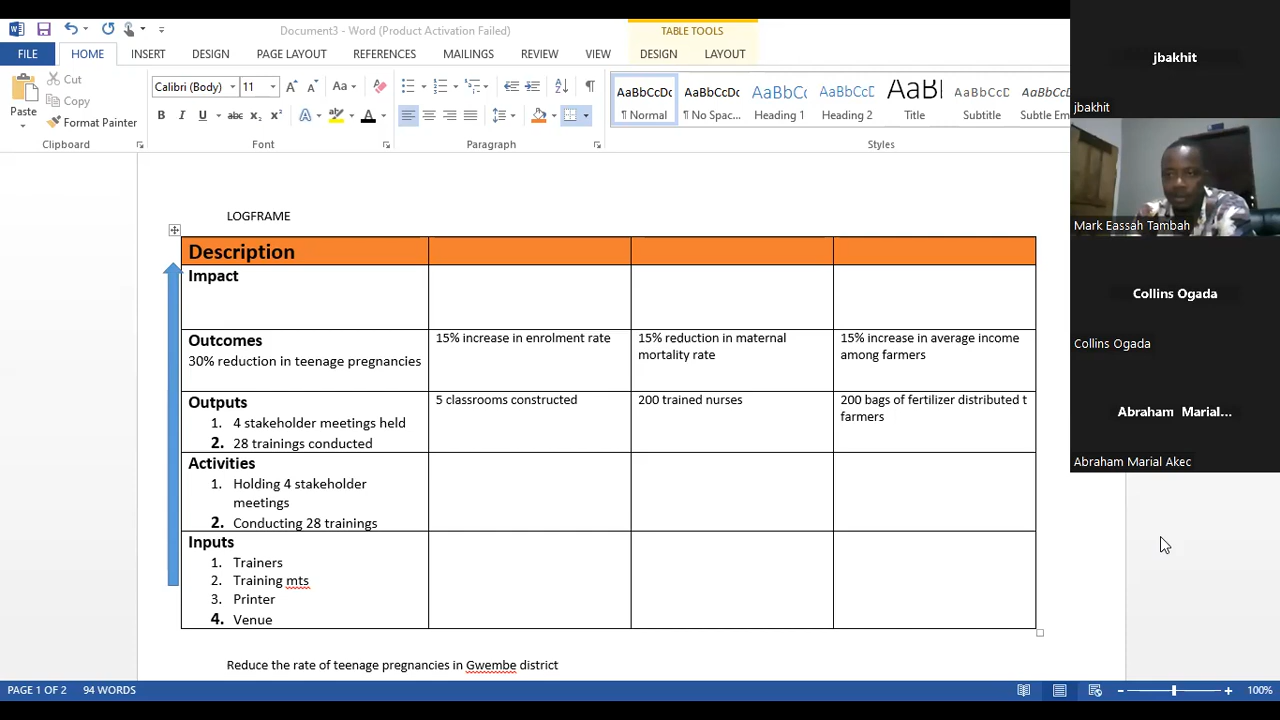 Document3 - Word (Product Activation Failed)
TABLE TOOLS
FILE HOME INSERT DESIGN PAGE LAYOUT REFERENCES MAILINGS REVIEW VIEW DESIGN LAYOUT
Paste
Cut
Copy
Format Painter
Clipboard
Calibri (Body) 11
Font
Paragraph
AaBbCcDc AaBbCcDc AaBbCc AaBbCcD AaBl AaBbCcD AaBbCcD
¶ Normal ¶ No Spac... Heading 1 Heading 2 Title Subtitle Subtle Em
Styles
LOGFRAME
Description
Impact
Outcomes
30% reduction in teenage pregnancies
15% increase in enrolment rate
15% reduction in maternal
mortality rate
15% increase in average income
among farmers
Outputs
1. 4 stakeholder meetings held
2. 28 trainings conducted
5 classrooms constructed
200 trained nurses
200 bags of fertilizer distributed t
farmers
Activities
1. Holding 4 stakeholder
meetings
2. Conducting 28 trainings
Inputs
1. Trainers
2. Training mts
3. Printer
4. Venue
Reduce the rate of teenage pregnancies in Gwembe district
PAGE 1 OF 2 94 WORDS
100%
jbakhit
jbakhit
Mark Eassah Tambah
Collins Ogada
Collins Ogada
Abraham Marial...
Abraham Marial Akec